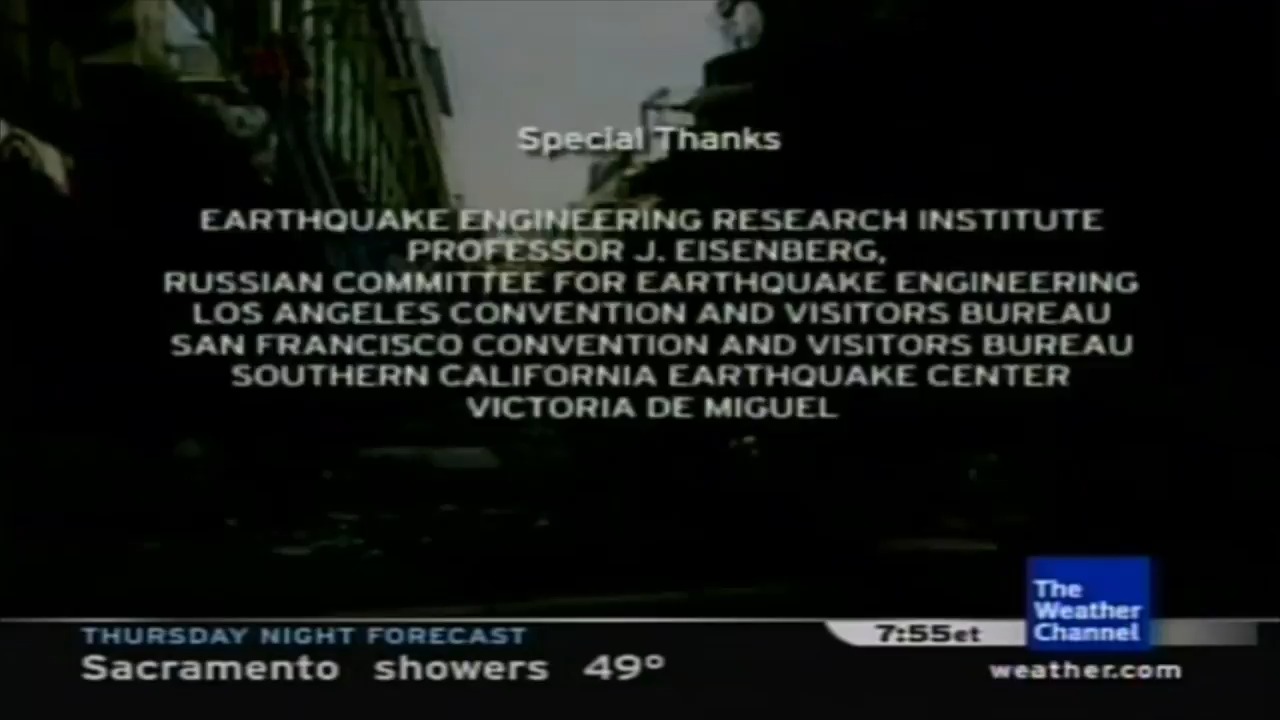 Special Thanks
EARTHQUAKE ENGINEERING RESEARCH INSTITUTE
PROFESSOR J. EISENBERG,
RUSSIAN COMMITTEE FOR EARTHQUAKE ENGINEERING
LOS ANGELES CONVENTION AND VISITORS BUREAU
SAN FRANCISCO CONVENTION AND VISITORS BUREAU
SOUTHERN CALIFORNIA EARTHQUAKE CENTER
VICTORIA DE MIGUEL
The
Weather
Channel
THURSDAY NIGHT FORECAST
7:55et
Sacramento showers 49°
weather.com